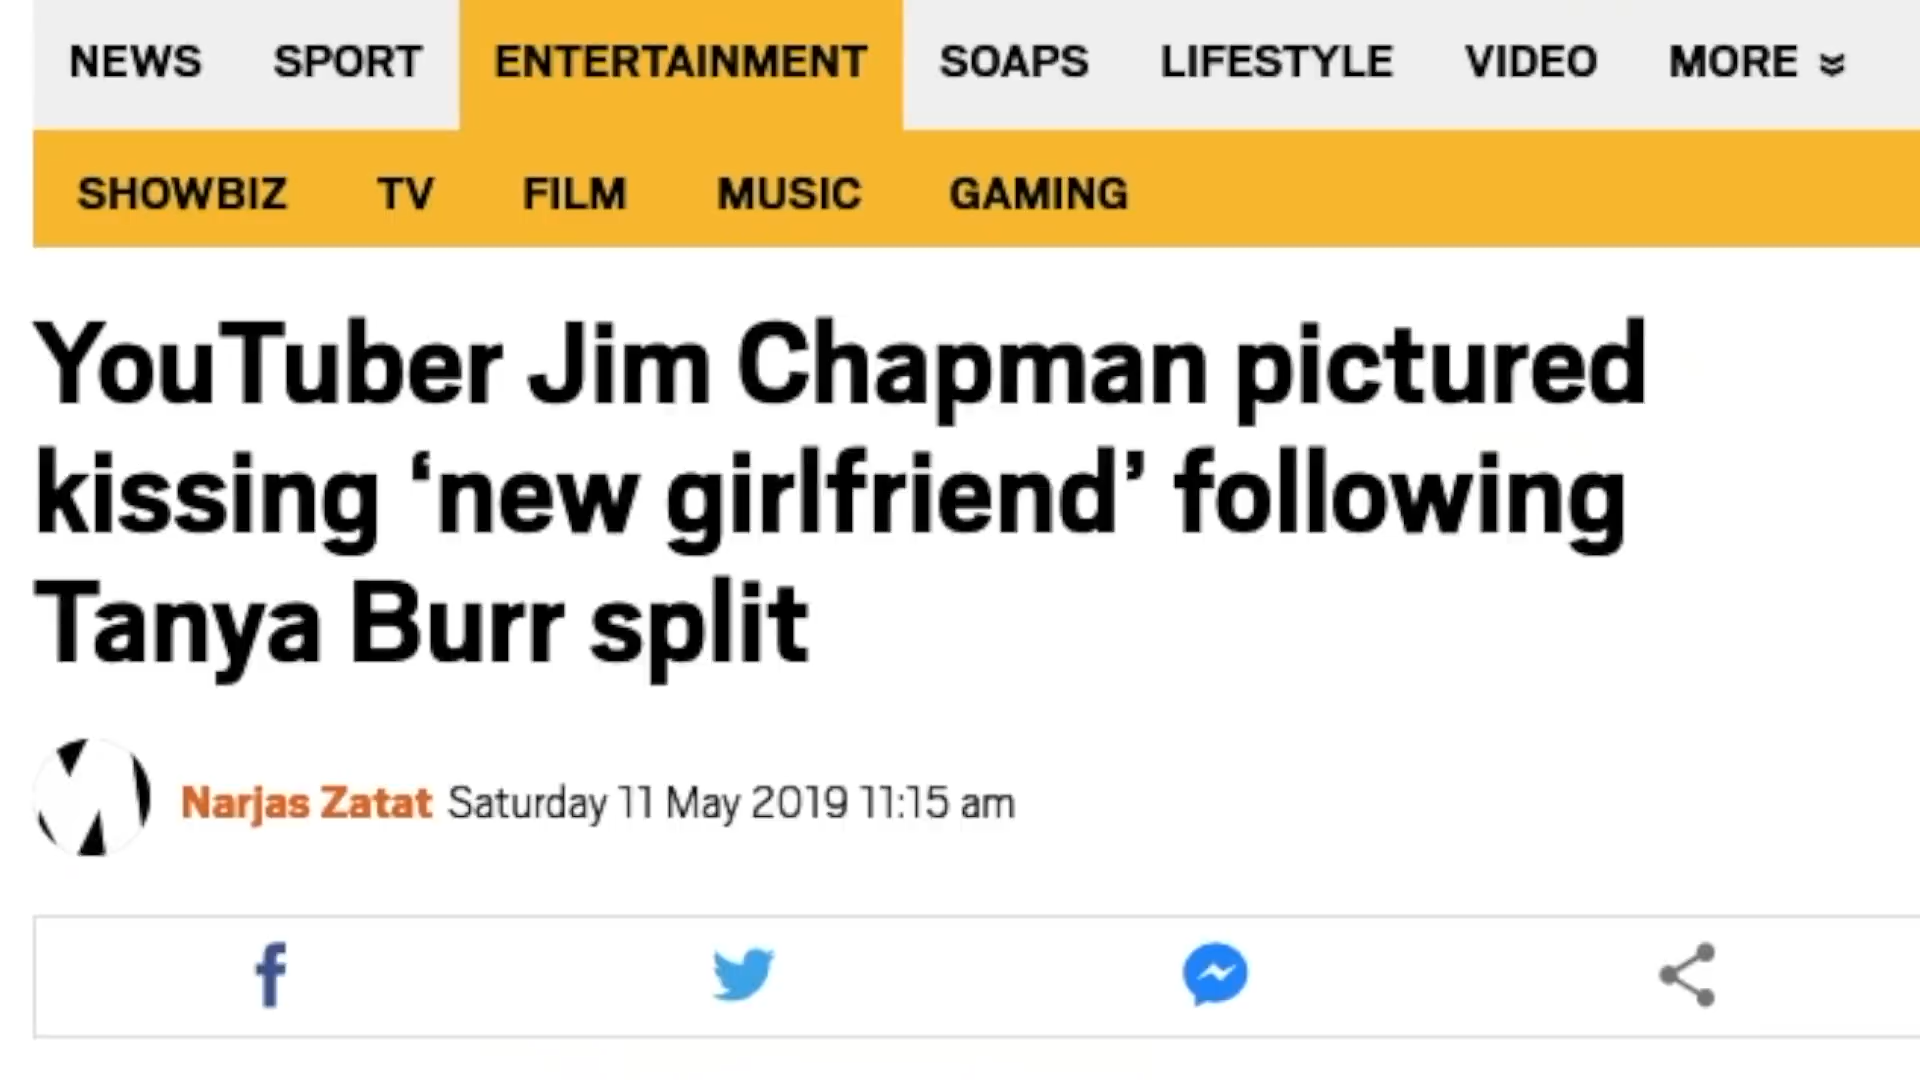 NEWS SPORT ENTERTAINMENT SOAPS LIFESTYLE VIDEO MORE
SHOWBIZ TV FILM MUSIC GAMING
YouTuber Jim Chapman pictured
kissing ‘new girlfriend’ following
Tanya Burr split
Narjas Zatat Saturday 11 May 2019 11:15 am